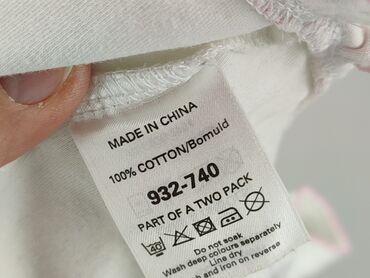 MADE IN CHINA
100% COTTON/Bomuld
932-740
PART OF A TWO PACK
40
Do not soak
Wash deep colours separately
Line dry
and iron on reverse